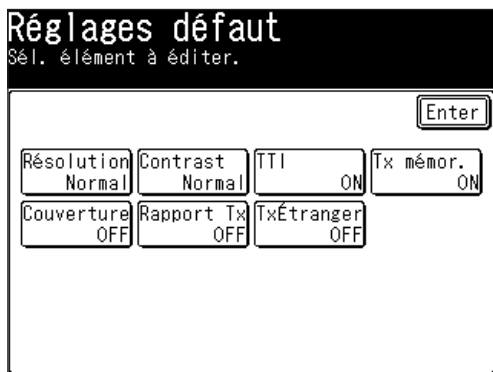 Réglages défaut
Sél. élément à éditer.
Enter
Résolution Contrast TTI Tx mémor.
Normal Normal ON ON
Couverture Rapport Tx TxÉtranger
OFF OFF OFF